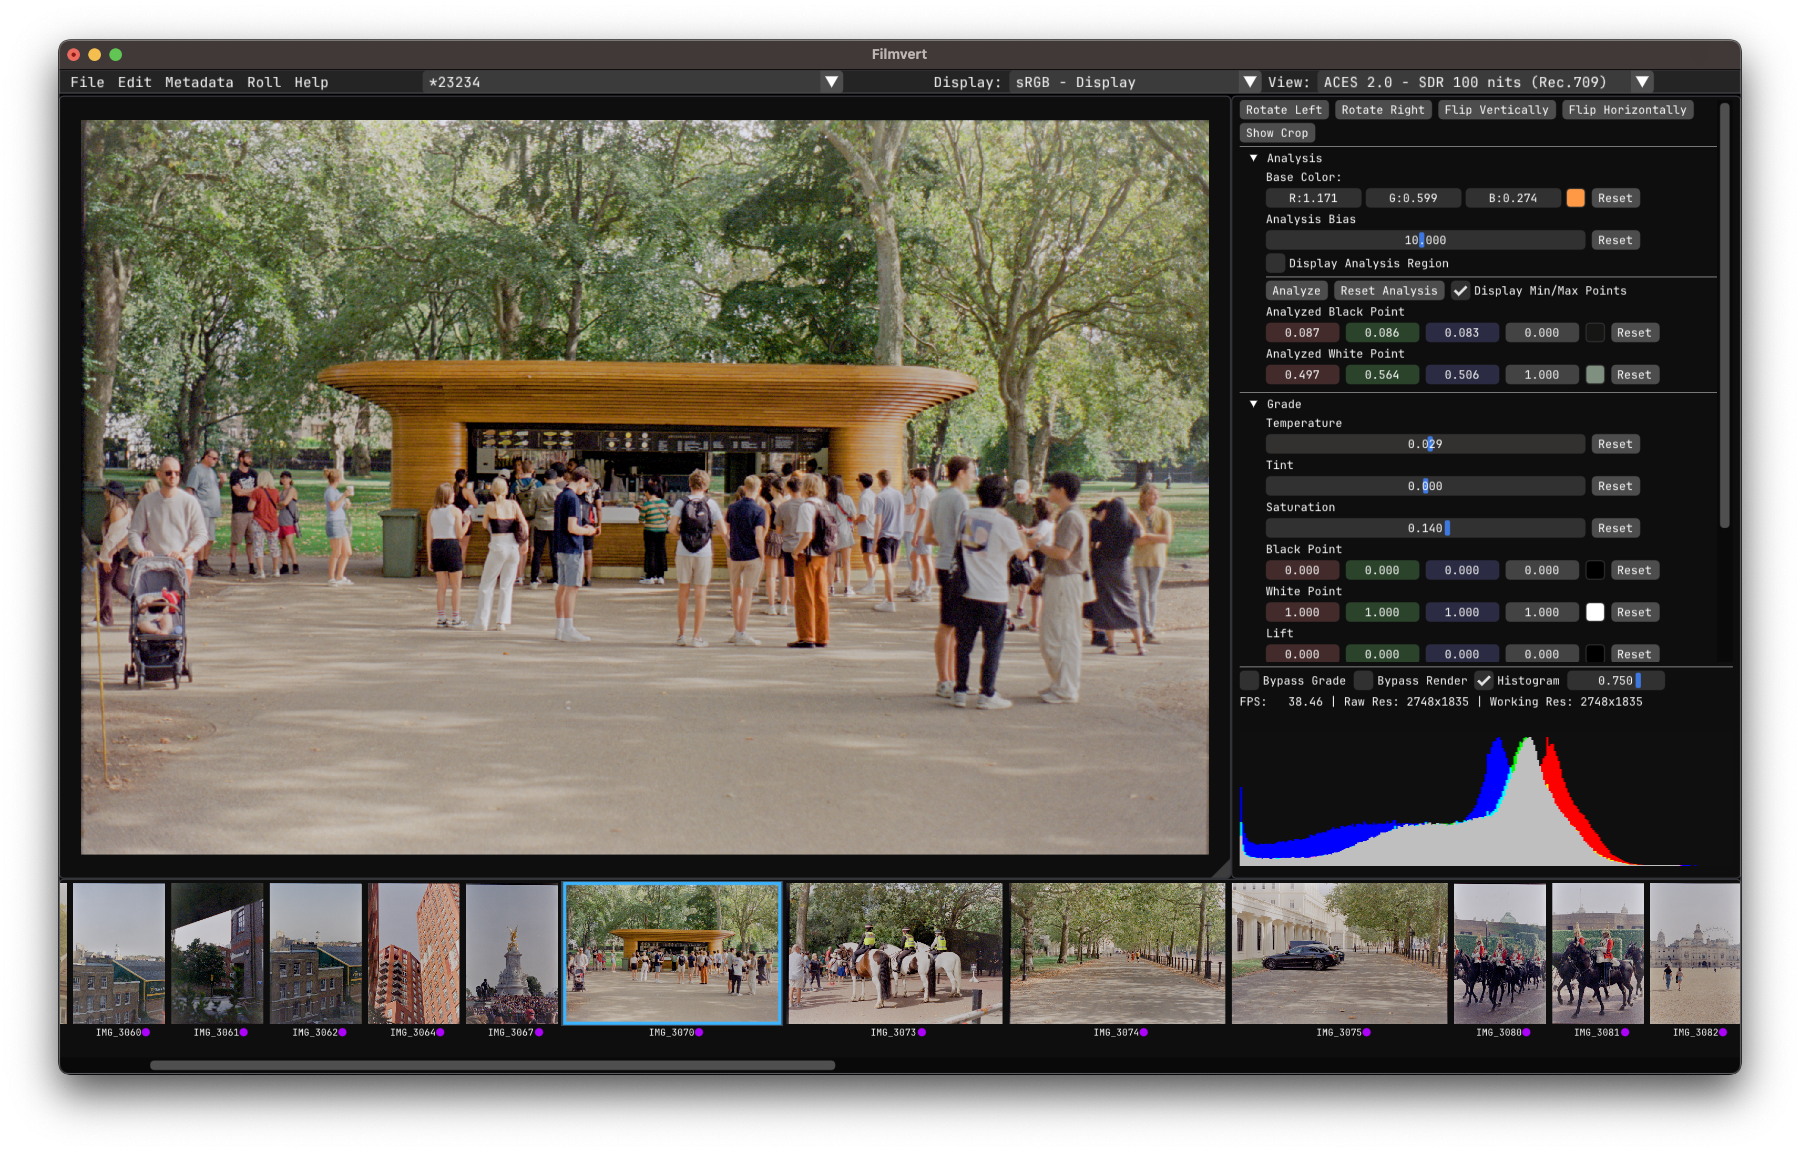 Filmvert
File Edit Metadata Roll Help *23234 Display: sRGB - Display View: ACES 2.0 - SDR 100 nits (Rec.709)
Rotate Left Rotate Right Flip Vertically Flip Horizontally
Show Crop
Analysis
Base Color:
R:1.171 G:0.599 B:0.274 Reset
Analysis Bias
10.000 Reset
Display Analysis Region
Analyze Reset Analysis Display Min/Max Points
Analyzed Black Point
0.087 0.086 0.083 0.000 Reset
Analyzed White Point
0.497 0.564 0.506 1.000 Reset
Grade
Temperature
0.029 Reset
Tint
0.000 Reset
Saturation
0.140 Reset
Black Point
0.000 0.000 0.000 0.000 Reset
White Point
1.000 1.000 1.000 1.000 Reset
Lift
0.000 0.000 0.000 0.000 Reset
Bypass Grade Bypass Render Histogram 0.750
FPS: 38.46 | Raw Res: 2748x1835 | Working Res: 2748x1835
IMG_3060 IMG_3061 IMG_3062 IMG_3064 IMG_3067 IMG_3070 IMG_3073 IMG_3074 IMG_3075 IMG_3080 IMG_3081 IMG_3082